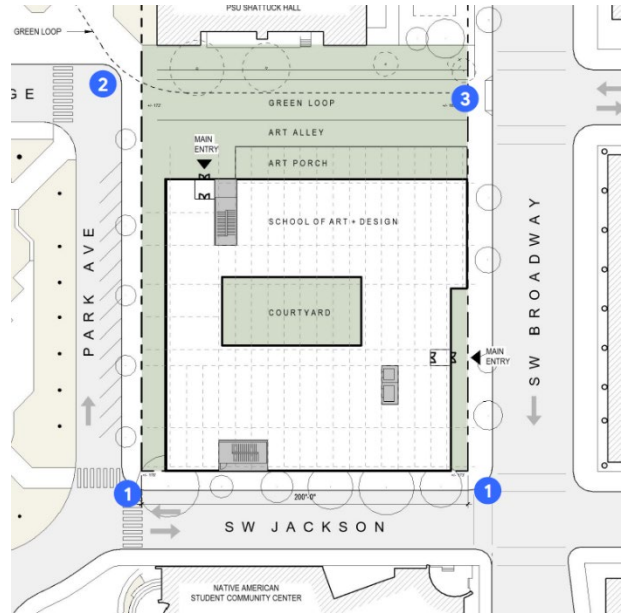 PSU SHATTUCK HALL
GREEN LOOP
2
3
GE
GREEN LOOP
ART ALLEY
MAIN
ENTRY
ART PORCH
SCHOOL OF ART + DESIGN
PARK AVE
COURTYARD
SW BROADWAY
MAIN
ENTRY
1
1
200'-0"
SW JACKSON
NATIVE AMERICAN
STUDENT COMMUNITY CENTER